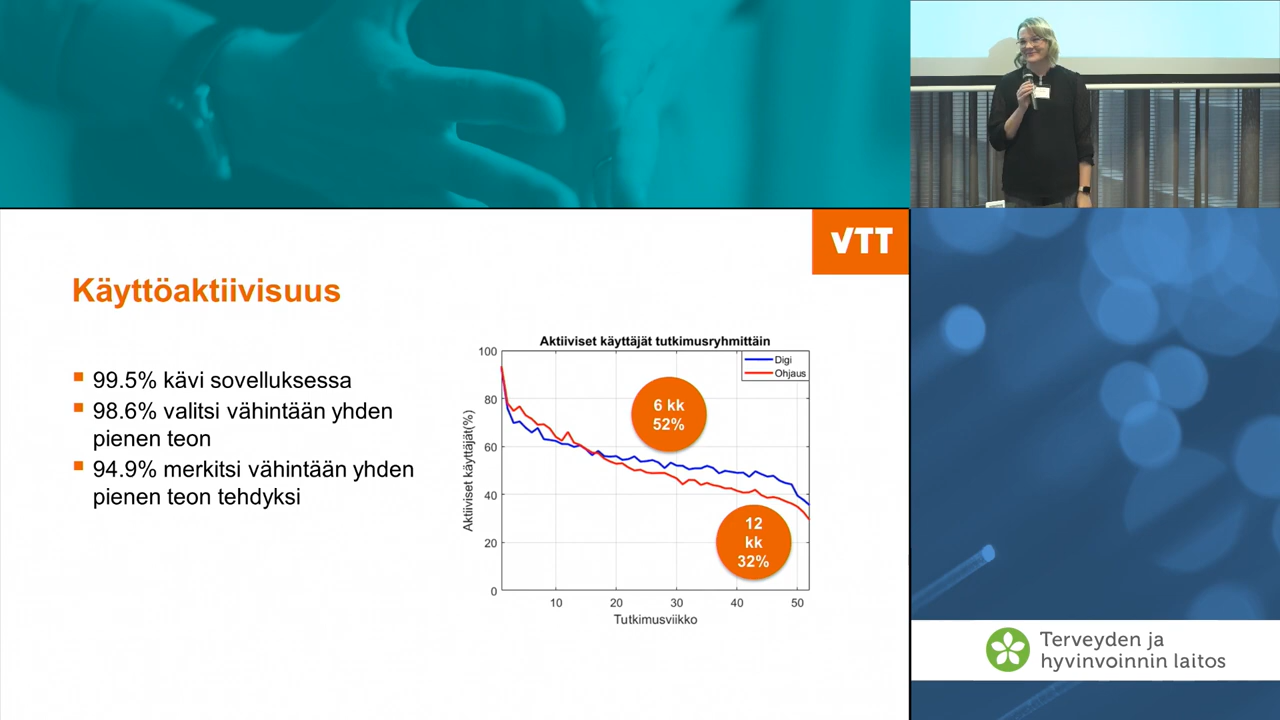 VTT
Käyttöaktiivisuus
99.5% kävi sovelluksessa
98.6% valitsi vähintään yhden
pienen teon
94.9% merkitsi vähintään yhden
pienen teon tehdyksi
Aktiiviset käyttäjät tutkimusryhmittäin
Digi
Ohjaus
6 kk
52%
12
kk
32%
Aktiiviset käyttäjät(%)
100
80
60
40
20
0
10 20 30 40 50
Tutkimusviikko
Terveyden ja
hyvinvoinnin laitos